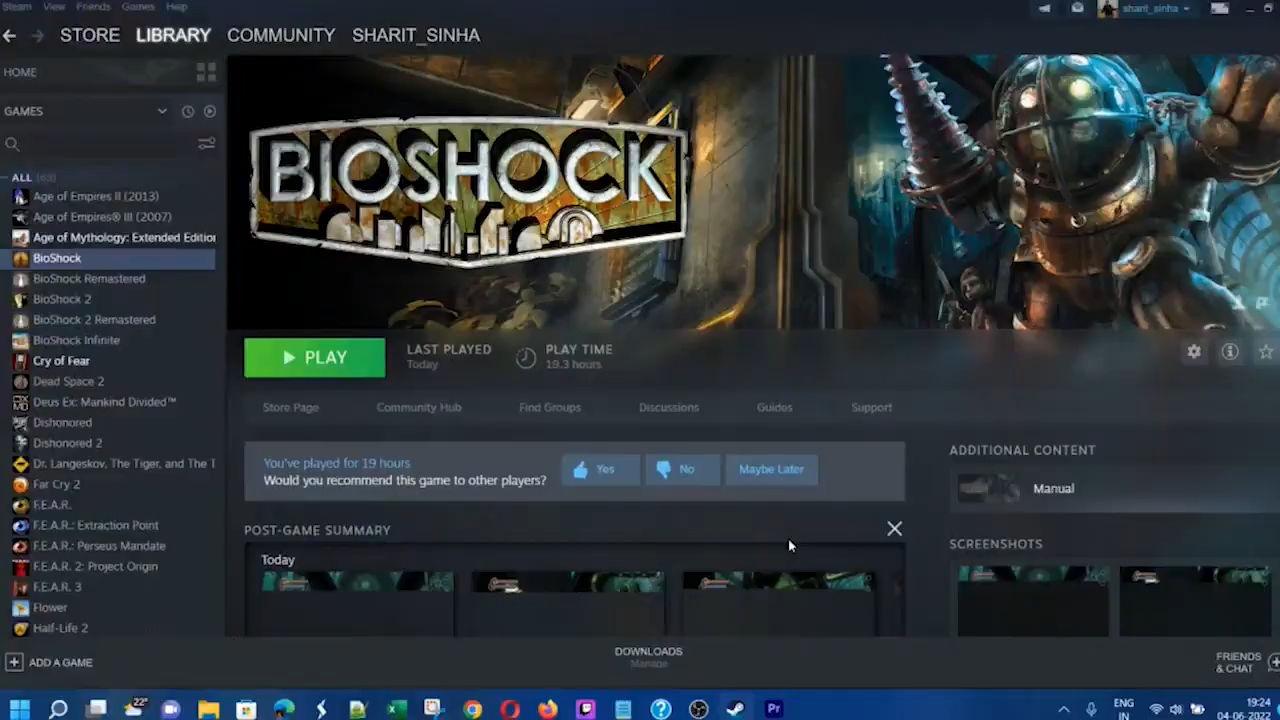 Steam View Friends Games Help
sharit_sinha
STORE LIBRARY COMMUNITY SHARIT_SINHA
HOME
GAMES
ALL (63)
Age of Empires II (2013)
Age of Empires® III (2007)
Age of Mythology: Extended Edition
BioShock
BioShock Remastered
BioShock 2
BioShock 2 Remastered
BioShock Infinite
Cry of Fear
Dead Space 2
Deus Ex: Mankind Divided™
Dishonored
Dishonored 2
Dr. Langeskov, The Tiger, and The T
Far Cry 2
F.E.A.R.
F.E.A.R.: Extraction Point
F.E.A.R.: Perseus Mandate
F.E.A.R. 2: Project Origin
F.E.A.R. 3
Flower
Half-Life 2
ADD A GAME
BIOSHOCK
PLAY
LAST PLAYED
Today
PLAY TIME
19.3 hours
Store Page Community Hub Find Groups Discussions Guides Support
You've played for 19 hours
Would you recommend this game to other players?
Yes No Maybe Later
POST-GAME SUMMARY
Today
ADDITIONAL CONTENT
Manual
SCREENSHOTS
DOWNLOADS
Manage
FRIENDS
& CHAT
22°
Pr
ENG
IN
19:24
04-06-2022